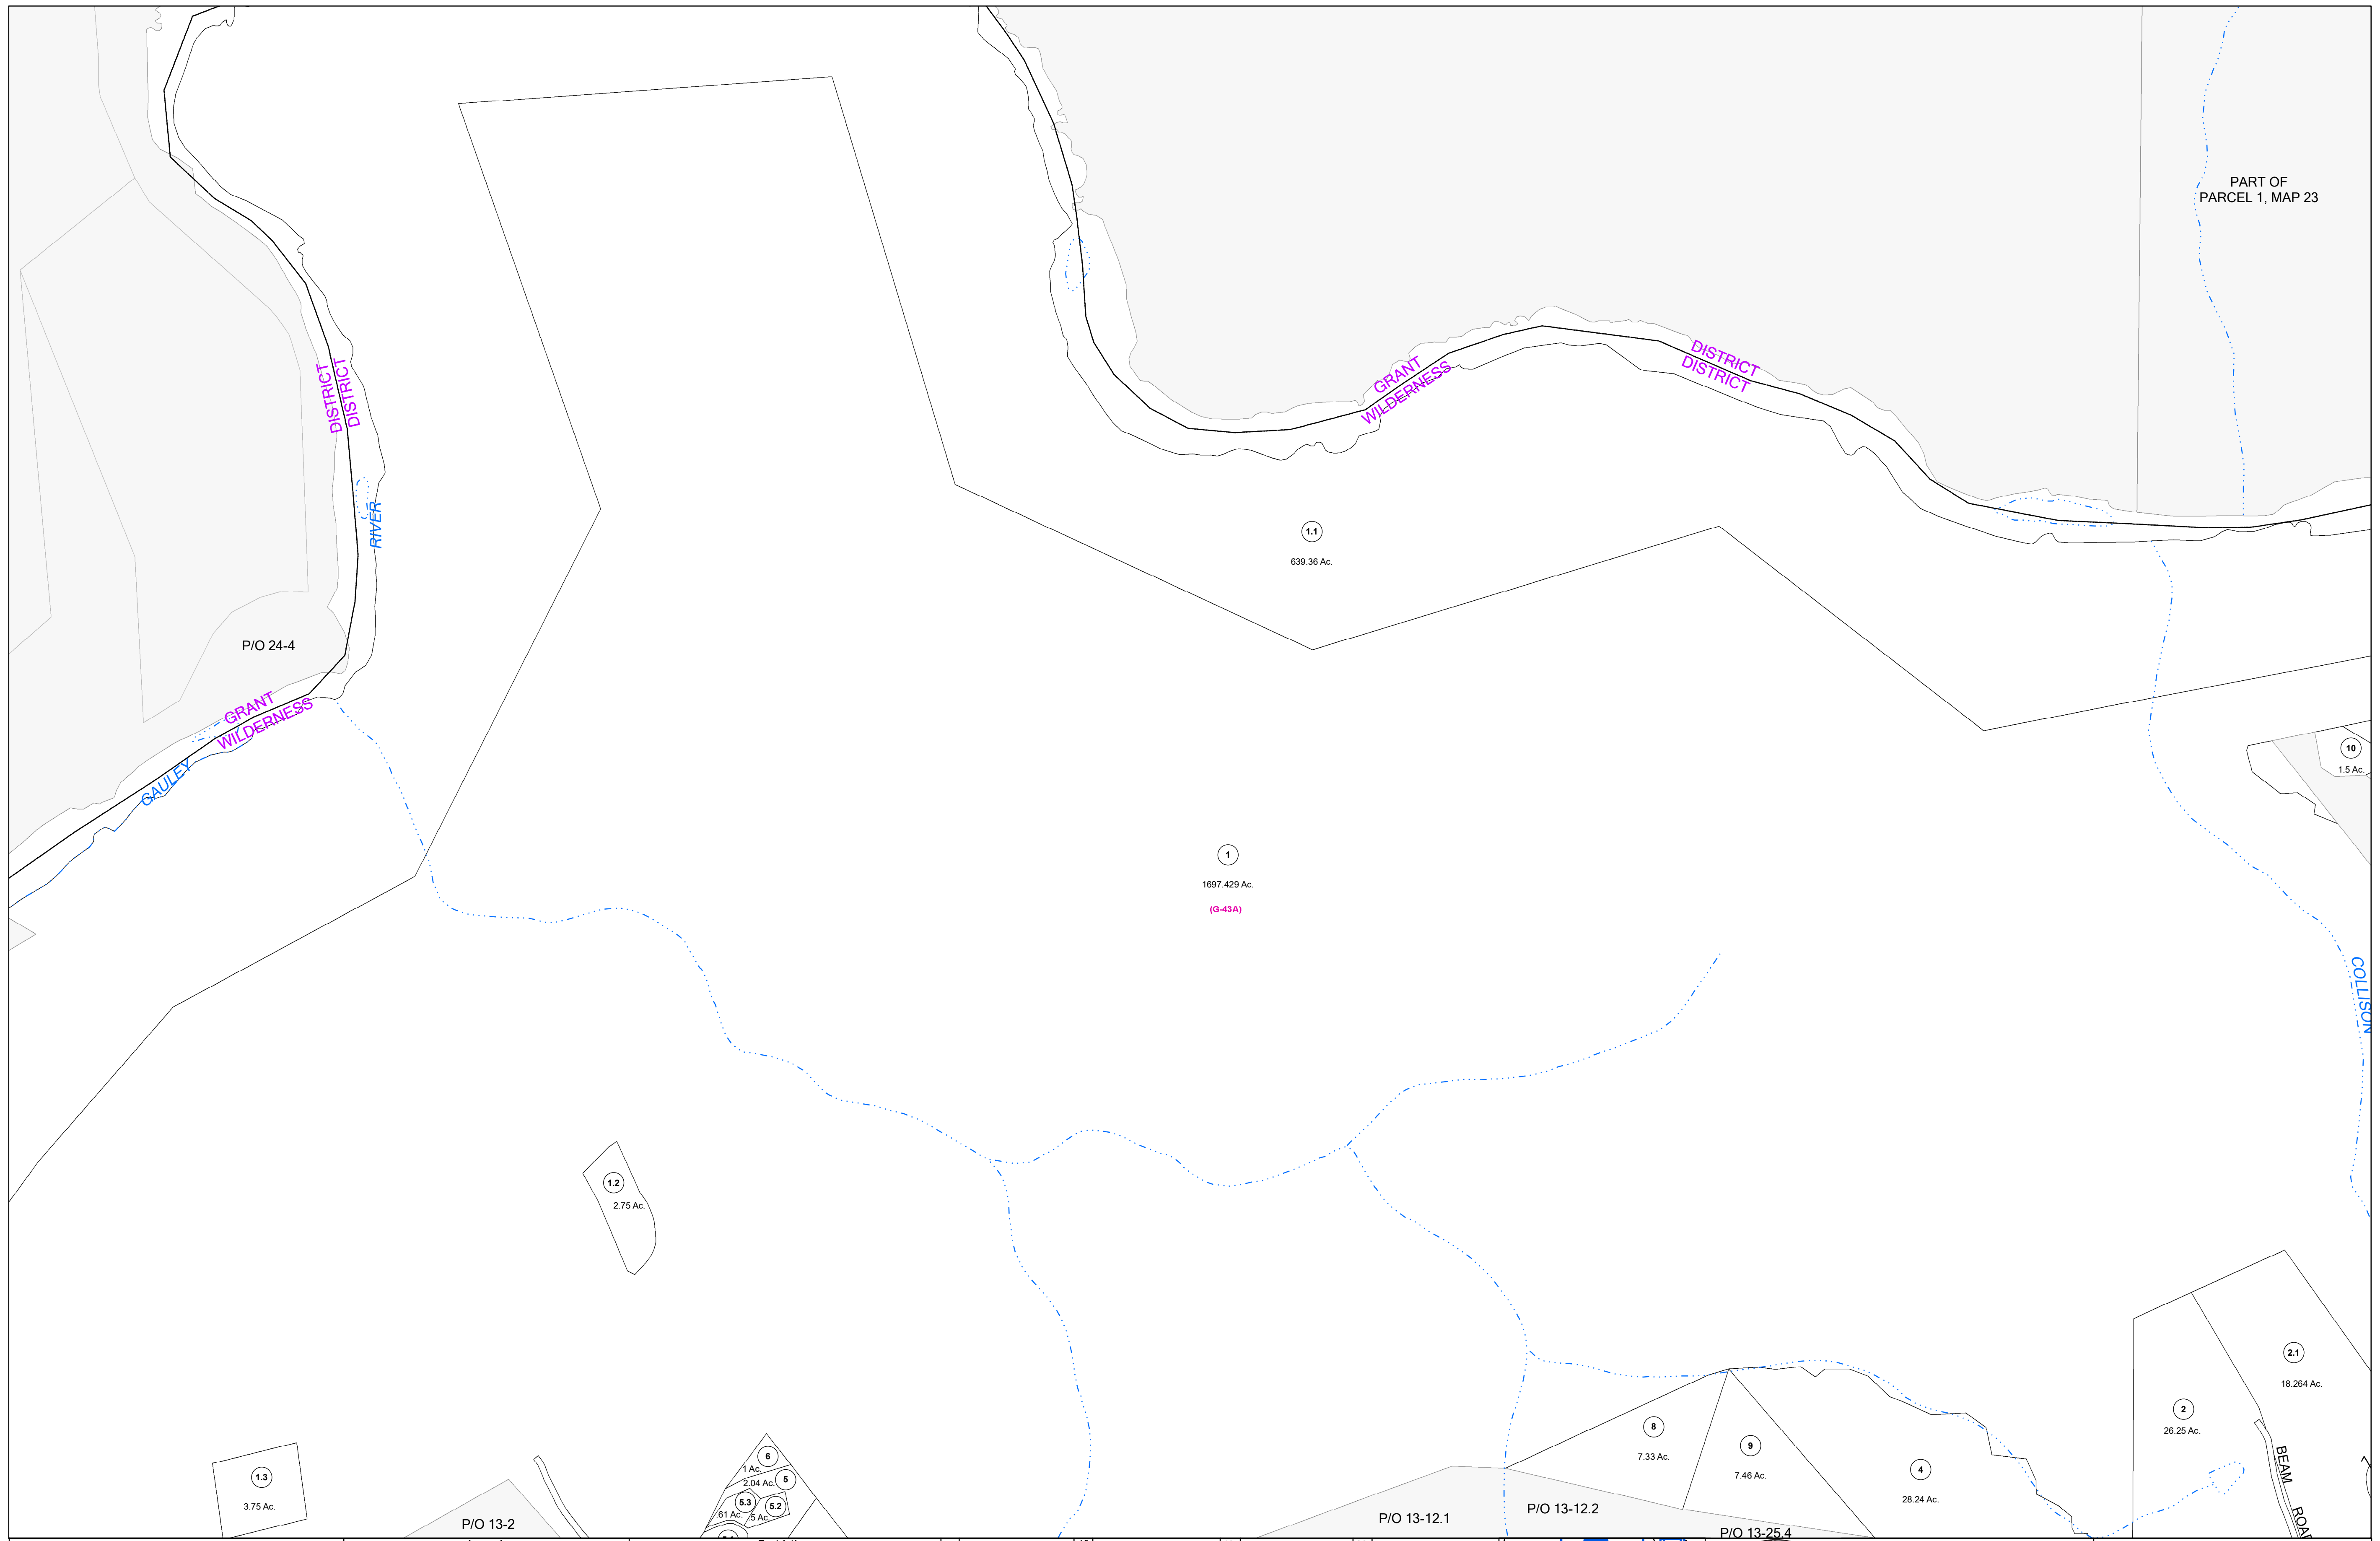 PART OF
PARCEL 1, MAP 23
DISTRICT
DISTRICT
GRANT
WILDERNESS
DISTRICT
DISTRICT
RIVER
1.1
639.36 Ac.
P/O 24-4
GRANT
WILDERNESS
GAULEY
10
1.5 Ac.
1
1697.429 Ac.
(G-43A)
COLLISON
1.2
2.75 Ac.
2.1
18.264 Ac.
2
26.25 Ac.
BEAM ROAD
8
7.33 Ac.
9
7.46 Ac.
4
28.24 Ac.
1.3
3.75 Ac.
6
1 Ac.
5
2.04 Ac.
5.3
.61 Ac.
5.2
.5 Ac.
P/O 13-2
P/O 13-12.1
P/O 13-12.2
P/O 13-25.4